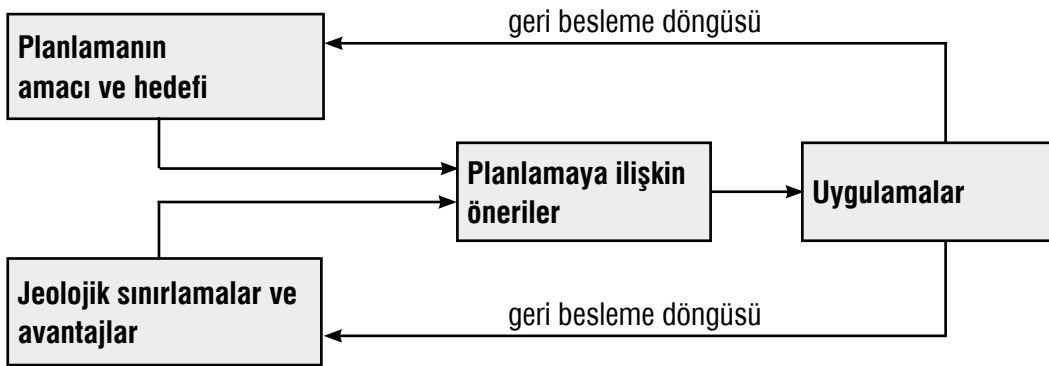 geri besleme döngüsü
Planlamanın
amacı ve hedefi
Planlamaya ilişkin
öneriler
Uygulamalar
Jeolojik sınırlamalar ve
avantajlar
geri besleme döngüsü